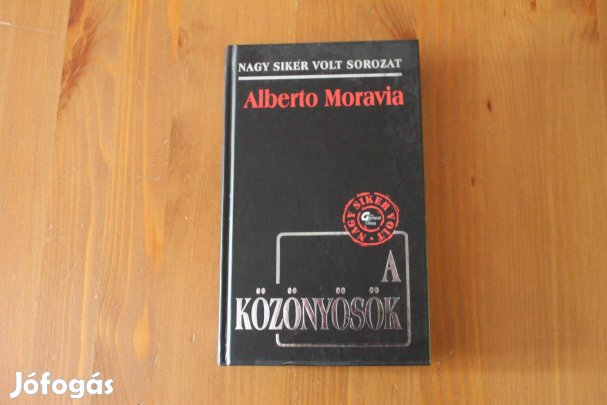 NAGY SIKER VOLT SOROZAT
Alberto Moravia
NAGY SIKER VOLT
A
KÖZÖNYÖSÖK
Jófogás